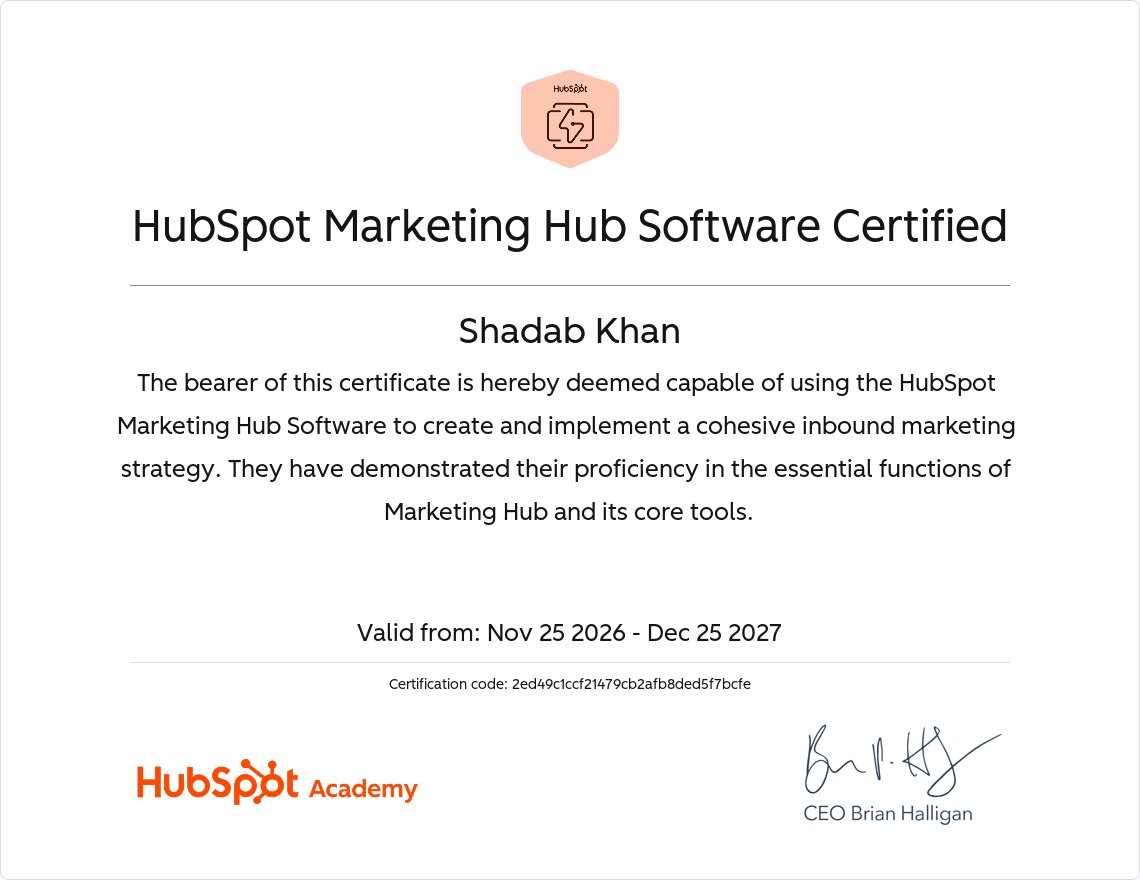 HubSpot
HubSpot Marketing Hub Software Certified
Shadab Khan
The bearer of this certificate is hereby deemed capable of using the HubSpot
Marketing Hub Software to create and implement a cohesive inbound marketing
strategy. They have demonstrated their proficiency in the essential functions of
Marketing Hub and its core tools.
Valid from: Nov 25 2026 - Dec 25 2027
Certification code: 2ed49c1ccf21479cb2afb8ded5f7bcfe
HubSpot Academy
CEO Brian Halligan